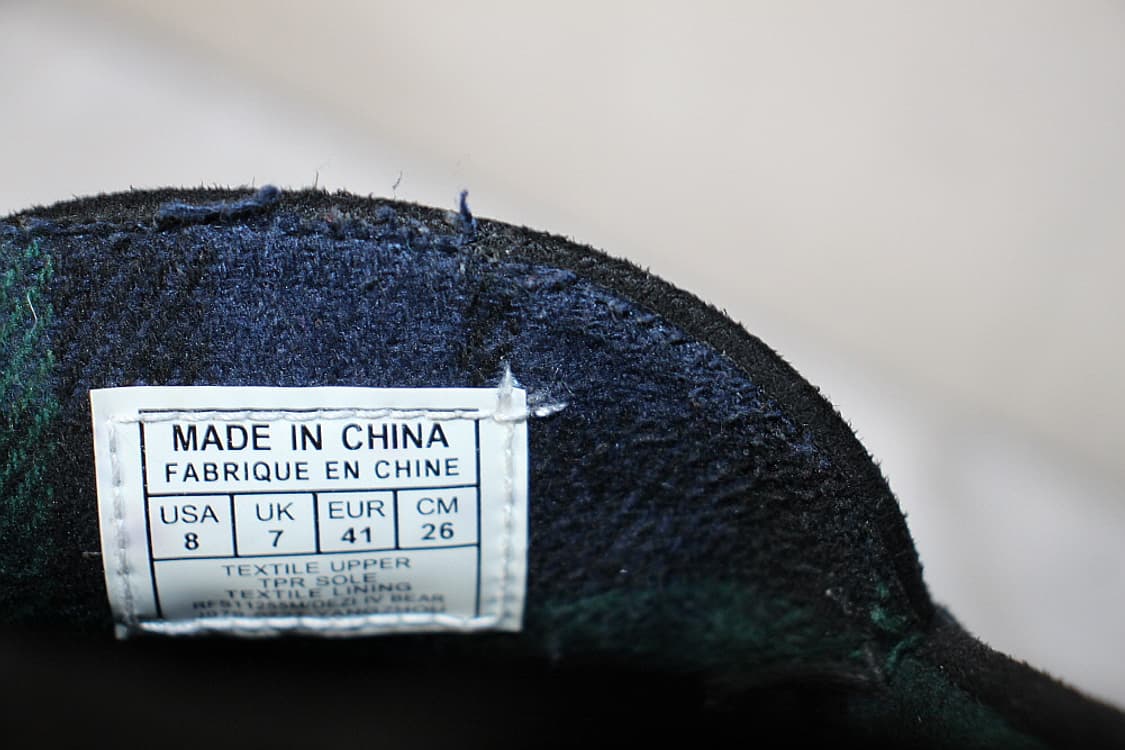 MADE IN CHINA
FABRIQUE EN CHINE
USA UK EUR CM
8 7 41 26
TEXTILE UPPER
TPR SOLE
TEXTILE LINING
BEAR